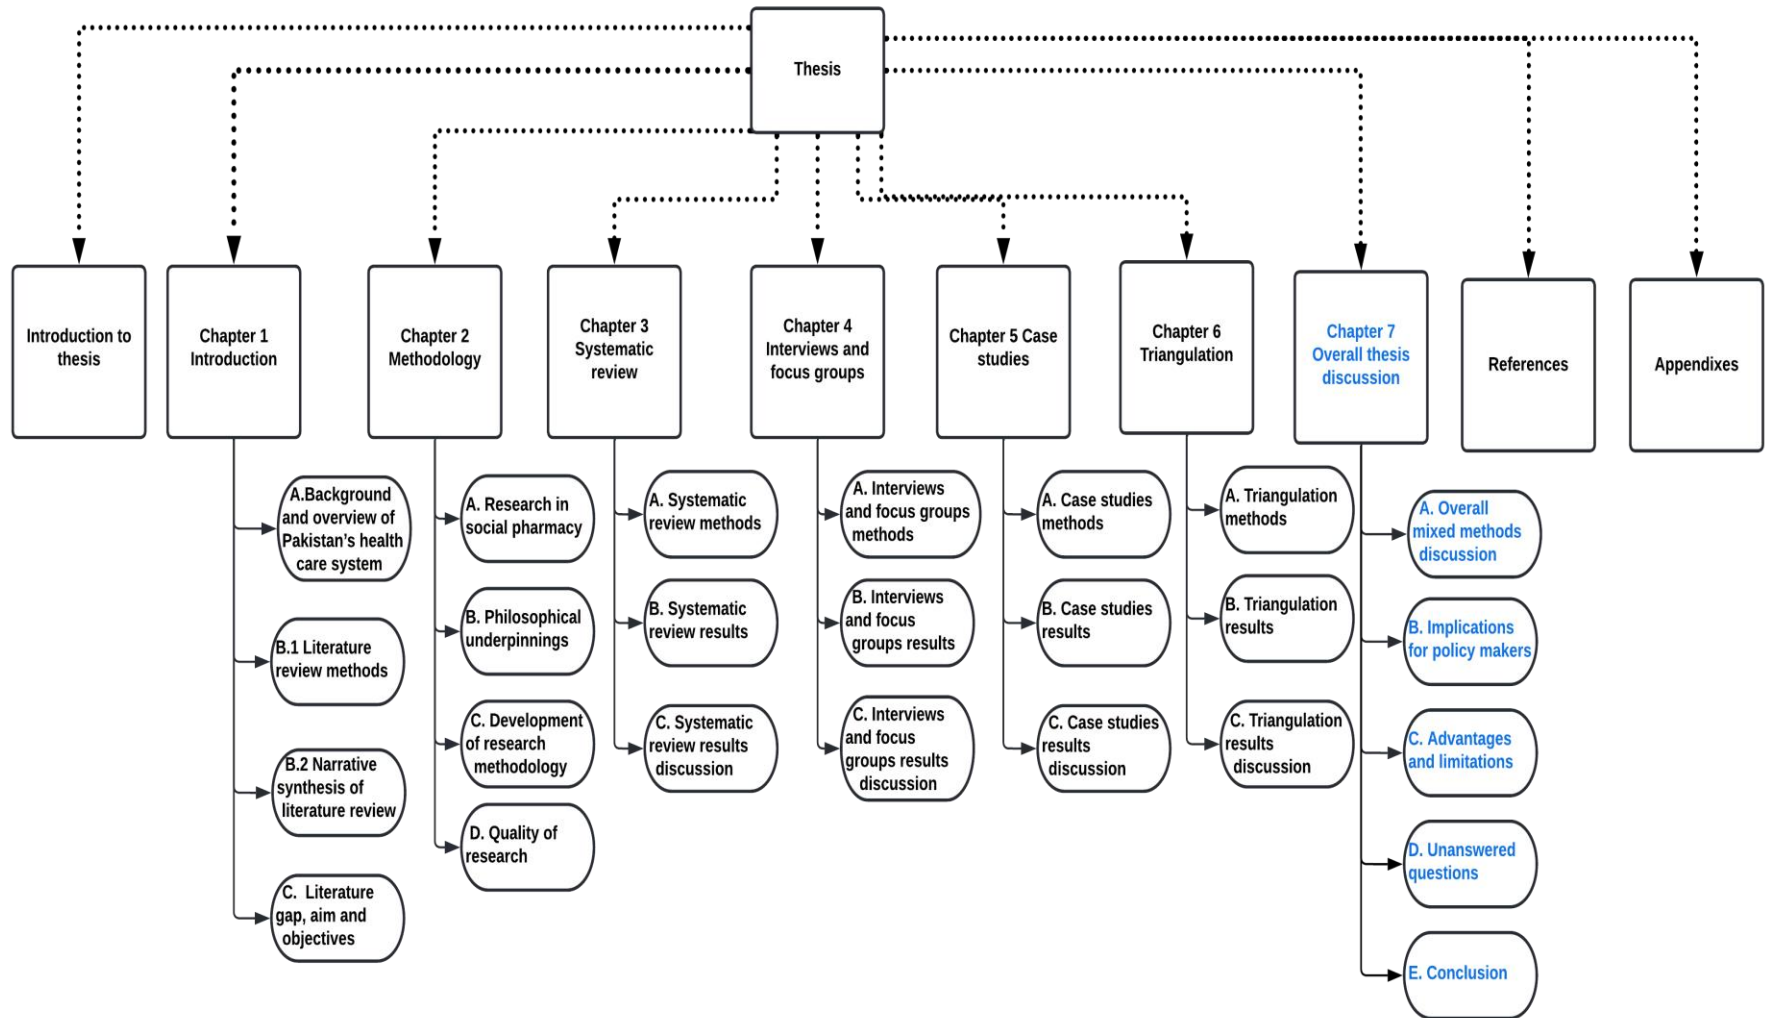 Thesis
Introduction to
thesis
Chapter 1
Introduction
Chapter 2
Methodology
Chapter 3
Systematic
review
Chapter 4
Interviews and
focus groups
Chapter 5 Case
studies
Chapter 6
Triangulation
Chapter 7
Overall thesis
discussion
References
Appendixes
A.Background
and overview of
Pakistan's health
care system
B.1 Literature
review methods
B.2 Narrative
synthesis of
literature review
C. Literature
gap, aim and
objectives
A. Research in
social pharmacy
B. Philosophical
underpinnings
C. Development
of research
methodology
D. Quality of
research
A. Systematic
review methods
B. Systematic
review results
C. Systematic
review results
discussion
A. Interviews
and focus groups
methods
B. Interviews
and focus
groups results
C. Interviews
and focus
groups results
discussion
A. Case studies
methods
B. Case studies
results
C. Case studies
results
discussion
A. Triangulation
methods
B. Triangulation
results
C. Triangulation
results
discussion
A. Overall
mixed methods
discussion
B. Implications
for policy makers
C. Advantages
and limitations
D. Unanswered
questions
E. Conclusion